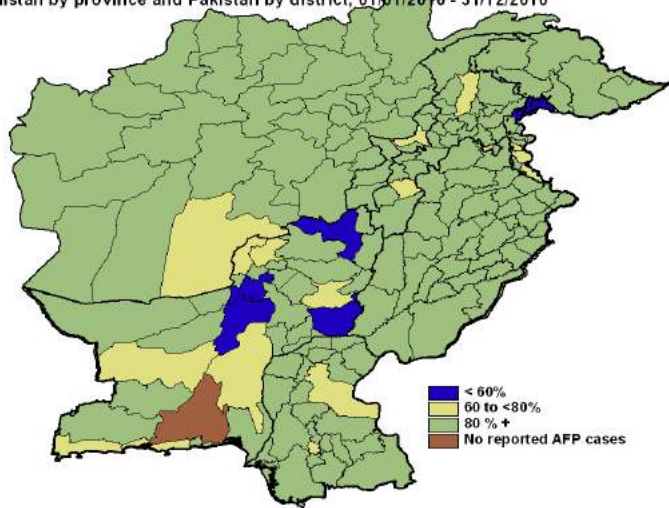 by province and Pakistan by district, 01/01/2010 - 31/12/2010
< 60%
60 to <80%
80 % +
No reported AFP cases